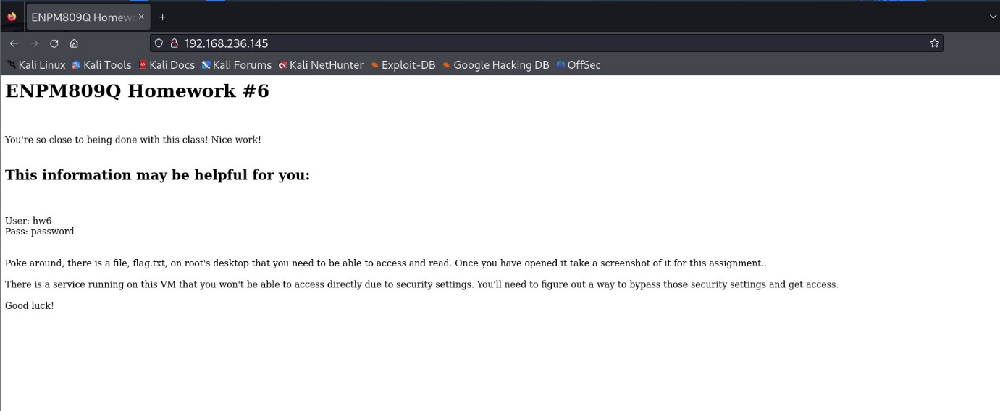 ENPM809Q Homew
192.168.236.145
Kali Linux Kali Tools Kali Docs Kali Forums Kali NetHunter Exploit-DB Google Hacking DB OffSec
ENPM809Q Homework #6
You're so close to being done with this class! Nice work!
This information may be helpful for you:
User: hw6
Pass: password
Poke around, there is a file, flag.txt, on root's desktop that you need to be able to access and read. Once you have opened it take a screenshot of it for this assignment..
There is a service running on this VM that you won't be able to access directly due to security settings. You'll need to figure out a way to bypass those security settings and get access.
Good luck!